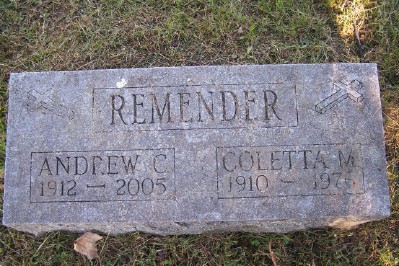 REMENDER
ANDREW C
1912 — 2005
COLETTA M
1910 —